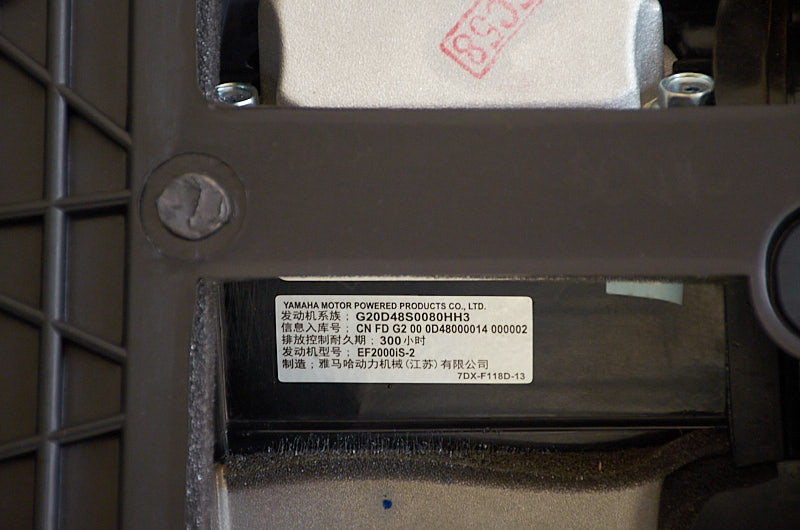 EC58
YAMAHA MOTOR POWERED PRODUCTS CO., LTD.
发动机系族：G20D48S0080HH3
信息入库号：CN FD G2 00 0D48000014 000002
排放控制耐久期：300小时
发动机型号：EF2000iS-2
制造：雅马哈动力机械(江苏)有限公司
7DX-F118D-13